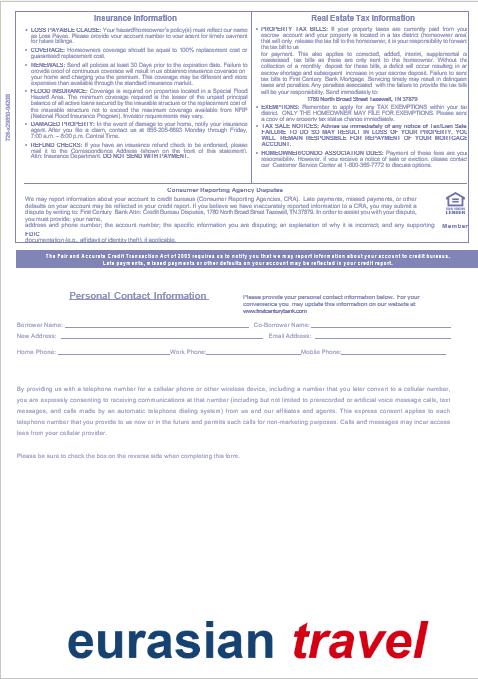 Insurance Information
• LOSS PAYABLE CLAUSE: Your hazard/homeowner's policy(s) must reflect our name
as Loss Payee. Please provide your account number to your agent for timely payment
for future billings.
• COVERAGE: Homeowners coverage should be equal to 100% replacement cost or
guaranteed replacement cost.
• RENEWALS: Send all policies at least 30 Days prior to the expiration date. Failure to
provide proof of continuous coverage will result in us obtaining insurance coverage on
your home and charging you the premium. This coverage may be different and more
expensive than available through the standard insurance market.
• FLOOD INSURANCE: Coverage is required on properties located in a Special Flood
Hazard Area. The minimum coverage required is the lesser of the unpaid principal
balance of all active loans secured by the insurable structure or the replacement cost of
the insurable structure not to exceed the maximum coverage available from NFIP
(National Flood Insurance Program). Investor requirements may vary.
• DAMAGED PROPERTY: In the event of damage to your home, notify your insurance
agent. After you file a claim, contact us at 855-205-8693 Monday through Friday,
7:00 a.m. – 8:00 p.m. Central Time.
• REFUND CHECKS: If you have an insurance refund check to be endorsed, please
mail it to the Correspondence Address (shown on the front of this statement),
Attn: Insurance Department. DO NOT SEND WITH PAYMENT.
Real Estate Tax Information
• PROPERTY TAX BILLS: If your property taxes are currently paid from your
escrow account and your property is located in a tax district (homeowner area)
that will only release the tax bill to the homeowner, it is your responsibility to forward
the tax bill to us
for payment. This also applies to corrected, added, interim, supplemental or
reassessed tax bills as these are only sent to the homeowner. Without the
collection of a monthly deposit for these bills, a deficit will occur resulting in an
escrow shortage and subsequent increase in your escrow deposit. Failure to send
tax bills to First Century Bank Mortgage Servicing timely may result in delinquent
taxes and penalties. Any penalties associated with the failure to provide the tax bill
will be your responsibility. Send immediately to:
1780 North Broad Street Tazewell, TN 37879
• EXEMPTIONS: Remember to apply for ANY TAX EXEMPTIONS within your tax
district. ONLY THE HOMEOWNER MAY FILE FOR EXEMPTIONS. Please send
a copy of any property tax status change immediately.
• TAX SALE NOTICES: Advise us immediately of any notice of Tax/Lien Sale.
FAILURE TO DO SO MAY RESULT IN LOSS OF YOUR PROPERTY. YOU
WILL REMAIN RESPONSIBLE FOR REPAYMENT OF YOUR MORTGAGE
ACCOUNT.
• HOMEOWNER/CONDO ASSOCIATION DUES: Payment of these fees are your
responsibility. However, if you receive a notice of sale or eviction, please contact
our Customer Service Center at 1-800-365-7772 to discuss options.
Consumer Reporting Agency Disputes
We may report information about your account to credit bureaus (Consumer Reporting Agencies, CRA). Late payments, missed payments, or other
defaults on your account may be reflected in your credit report. If you believe we have inaccurately reported information to a CRA, you may submit a
dispute by writing to: First Century Bank Attn: Credit Bureau Disputes, 1780 North Broad Street Tazewell, TN 37879. In order to assist you with your dispute,
you must provide: your name,
address and phone number; the account number; the specific information you are disputing; an explanation of why it is incorrect; and any supporting
Member
FDIC
documentation (e.g., affidavit of identity theft), if applicable.
The Fair and Accurate Credit Transaction Act of 2003 requires us to notify you that we may report information about your account to credit bureaus.
Late payments, missed payments or other defaults on your account may be reflected in your credit report.
Personal Contact Information
Please provide your personal contact information below. For your
convenience you may update this information on our website at
www.firstcenturybank.com
Borrower Name: Co-Borrower Name:
New Address: Email Address:
Home Phone: Work Phone: Mobile Phone:
By providing us with a telephone number for a cellular phone or other wireless device, including a number that you later convert to a cellular number,
you are expressly consenting to receiving communications at that number (including but not limited to prerecorded or artificial voice message calls, text
messages, and calls made by an automatic telephone dialing system) from us and our affiliates and agents. This express consent applies to each
telephone number that you provide to us now or in the future and permits such calls for non-marketing purposes. Calls and messages may incur access
fees from your cellular provider.
Please be sure to check the box on the reverse side when completing this form.
eurasian travel